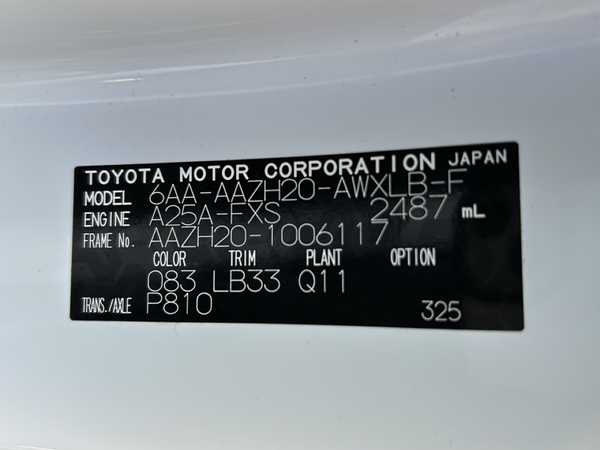 TOYOTA MOTOR CORPORATION JAPAN
MODEL 6AA-AAZH20-AWXLB-F
ENGINE A25A-FXS 2487 mL
FRAME No. AAZH20-1006117
COLOR TRIM PLANT OPTION
083 LB33 Q11
TRANS./AXLE P810 325